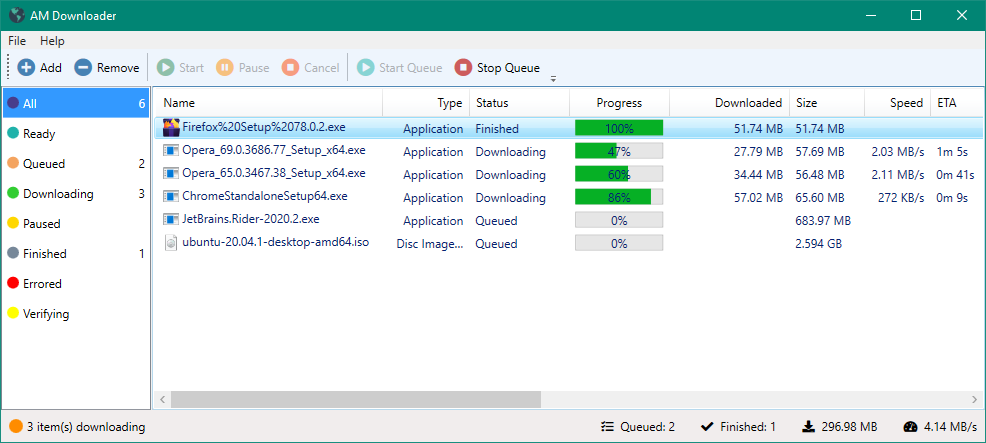 AM Downloader
File Help
Add Remove Start Pause Cancel Start Queue Stop Queue
All 6
Ready
Queued 2
Downloading 3
Paused
Finished 1
Errored
Verifying
Name Type Status Progress Downloaded Size Speed ETA
Firefox%20Setup%2078.0.2.exe Application Finished 100% 51.74 MB 51.74 MB
Opera_69.0.3686.77_Setup_x64.exe Application Downloading 47% 27.79 MB 57.69 MB 2.03 MB/s 1m 5s
Opera_65.0.3467.38_Setup_x64.exe Application Downloading 60% 34.44 MB 56.48 MB 2.11 MB/s 0m 41s
ChromeStandaloneSetup64.exe Application Downloading 86% 57.02 MB 65.60 MB 272 KB/s 0m 9s
JetBrains.Rider-2020.2.exe Application Queued 0% 683.97 MB
ubuntu-20.04.1-desktop-amd64.iso Disc Image... Queued 0% 2.594 GB
3 item(s) downloading Queued: 2 Finished: 1 296.98 MB 4.14 MB/s